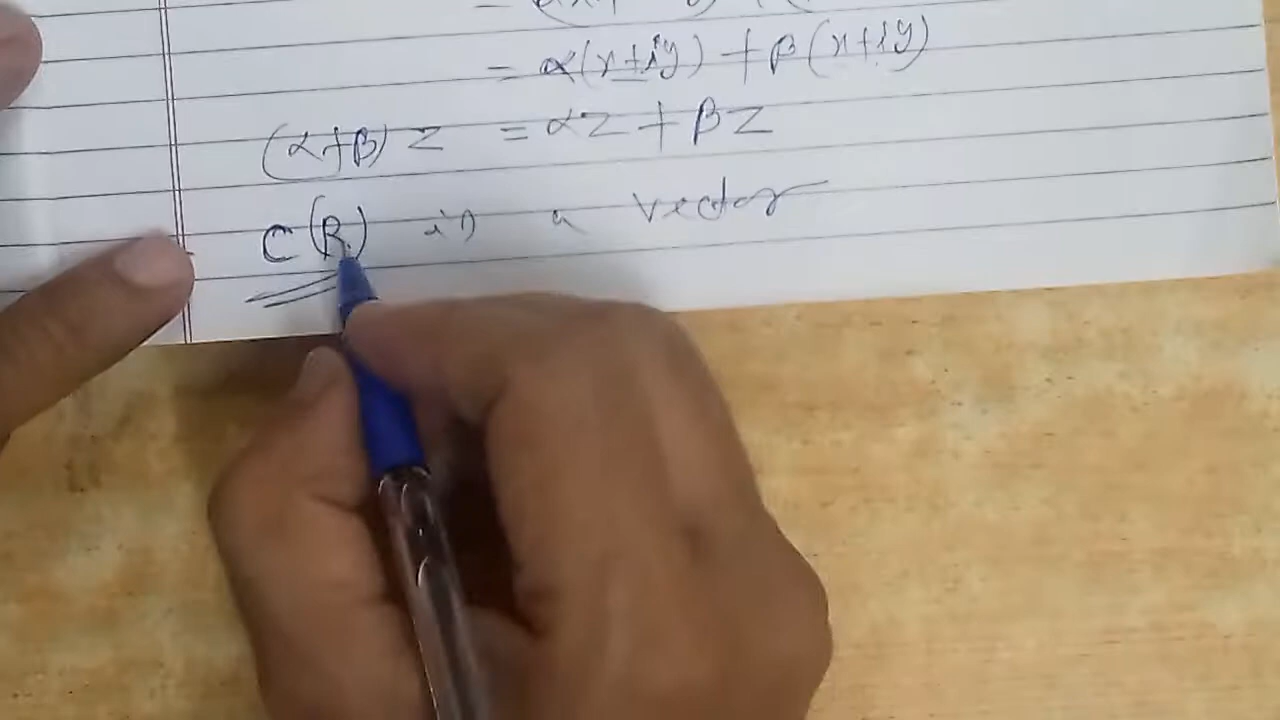 = α(x+iy) + β(x+iy)
(α+β) z = αz + βz
C(R) is a vector